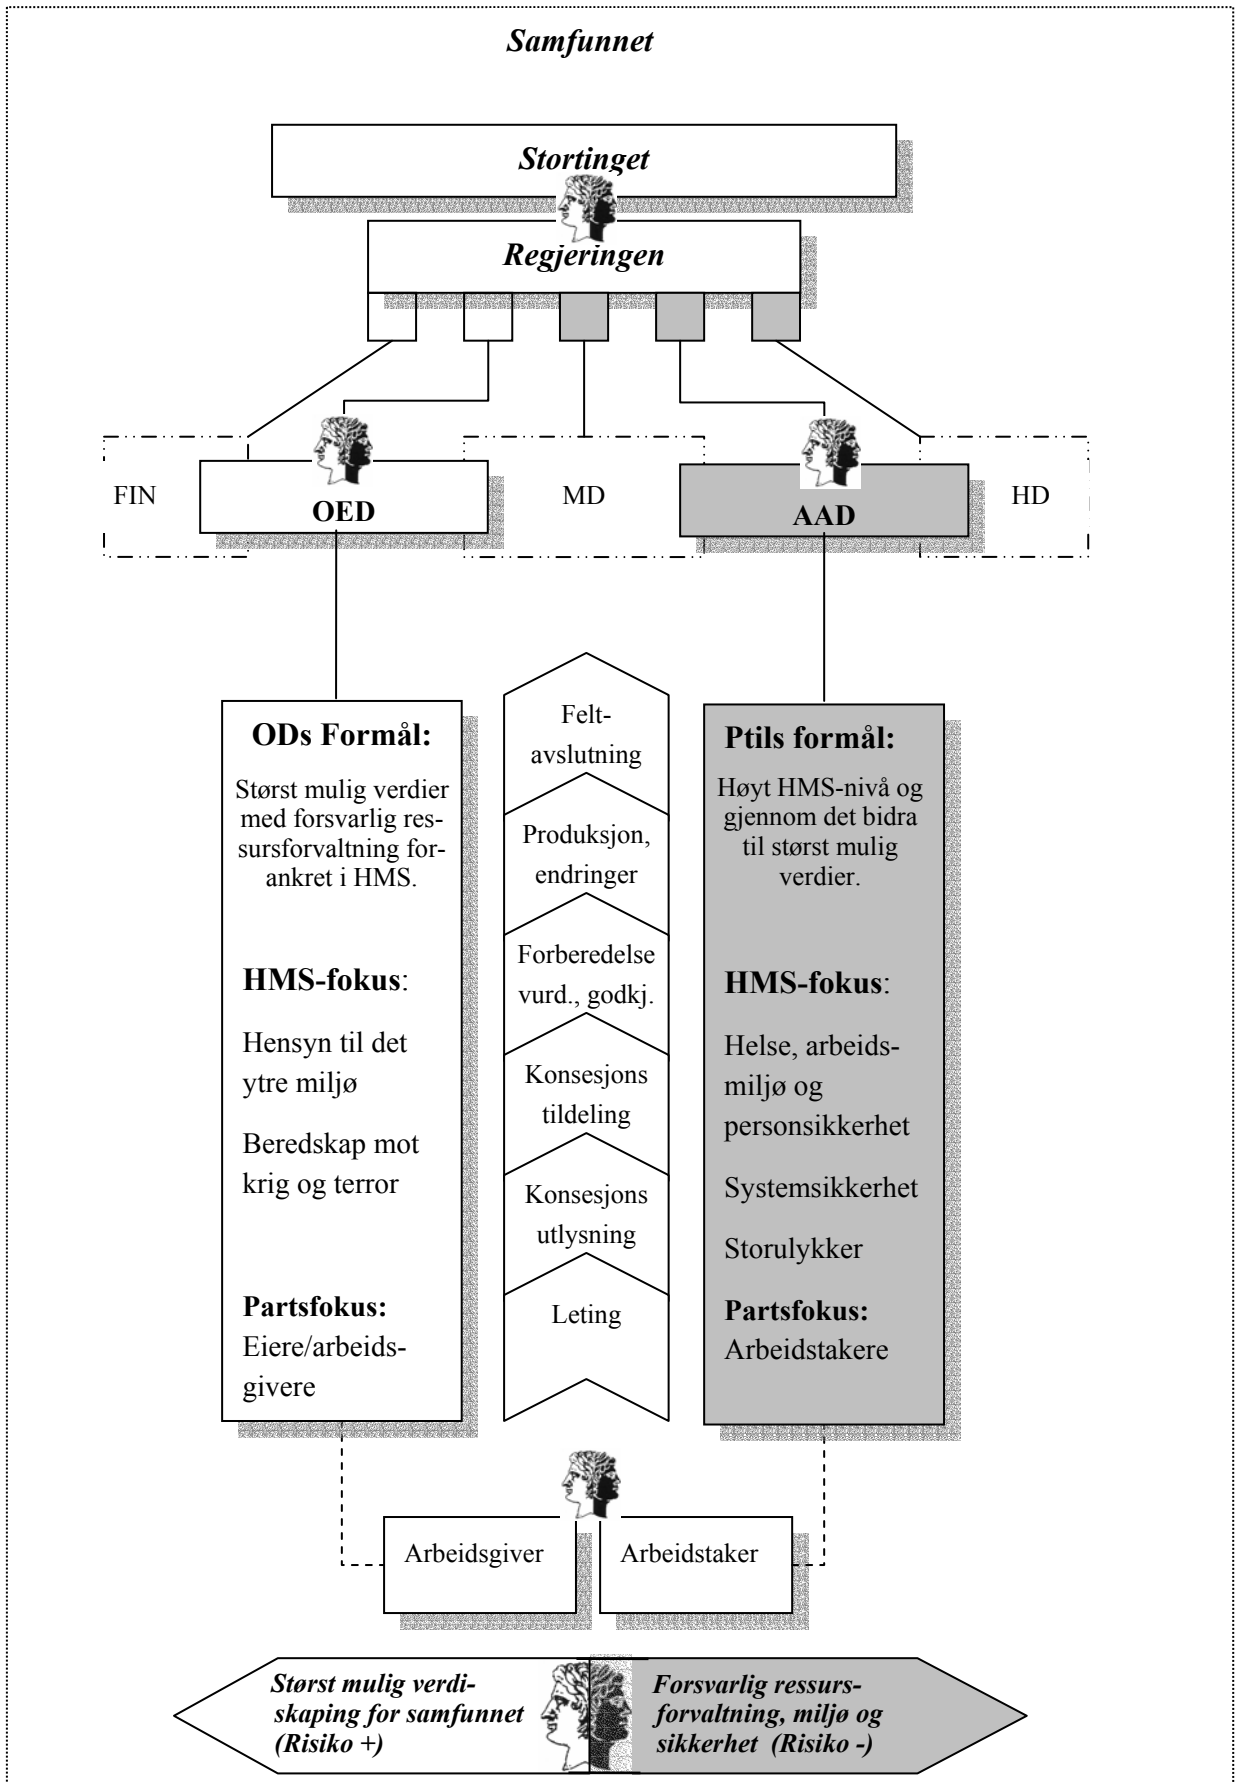 Samfunnet
Stortinget
Regjeringen
FIN
OED
MD
AAD
HD
ODs Formål:
Størst mulig verdier
med forsvarlig res-
sursforvaltning for-
ankret i HMS.
HMS-fokus:
Hensyn til det
ytre miljø
Beredskap mot
krig og terror
Partsfokus:
Eiere/arbeids-
givere
Felt-
avslutning
Produksjon,
endringer
Forberedelse
vurd., godkj.
Konsesjons
tildeling
Konsesjons
utlysning
Leting
Ptils formål:
Høyt HMS-nivå og
gjennom det bidra
til størst mulig
verdier.
HMS-fokus:
Helse, arbeids-
miljø og
personsikkerhet
Systemsikkerhet
Storulykker
Partsfokus:
Arbeidstakere
Arbeidsgiver
Arbeidstaker
Størst mulig verdi-
skaping for samfunnet
(Risiko +)
Forsvarlig ressurs-
forvaltning, miljø og
sikkerhet (Risiko -)